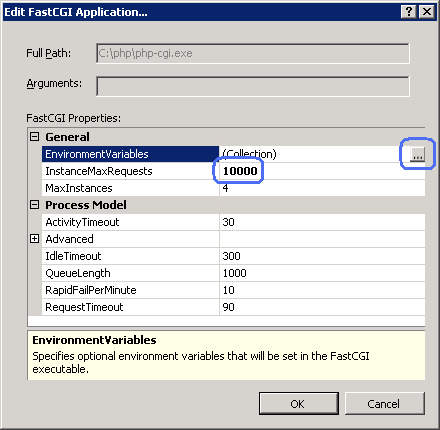 Edit FastCGI Application...
Full Path: C:\php\php-cgi.exe
Arguments:
FastCGI Properties:
General
EnvironmentVariables (Collection) ...
InstanceMaxRequests 10000
MaxInstances 4
Process Model
ActivityTimeout 30
Advanced
IdleTimeout 300
QueueLength 1000
RapidFailPerMinute 10
RequestTimeout 90
EnvironmentVariables
Specifies optional environment variables that will be set in the FastCGI
executable.
OK Cancel